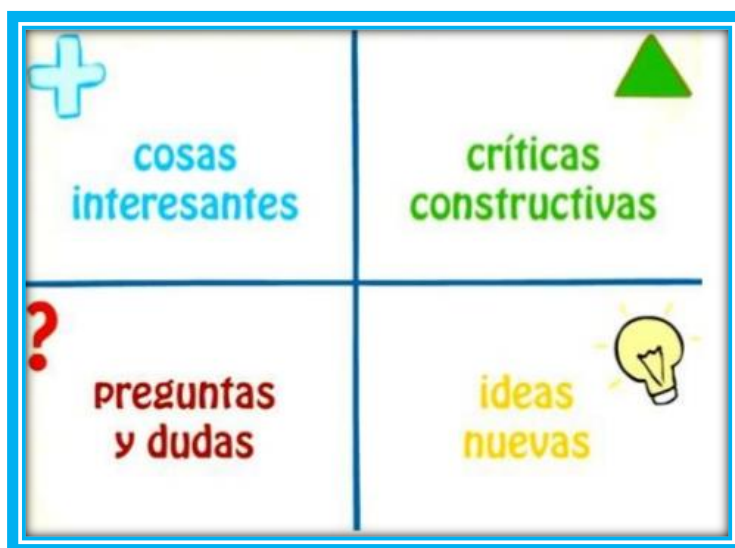 cosas
interesantes
críticas
constructivas
?
preguntas
y dudas
ideas
nuevas